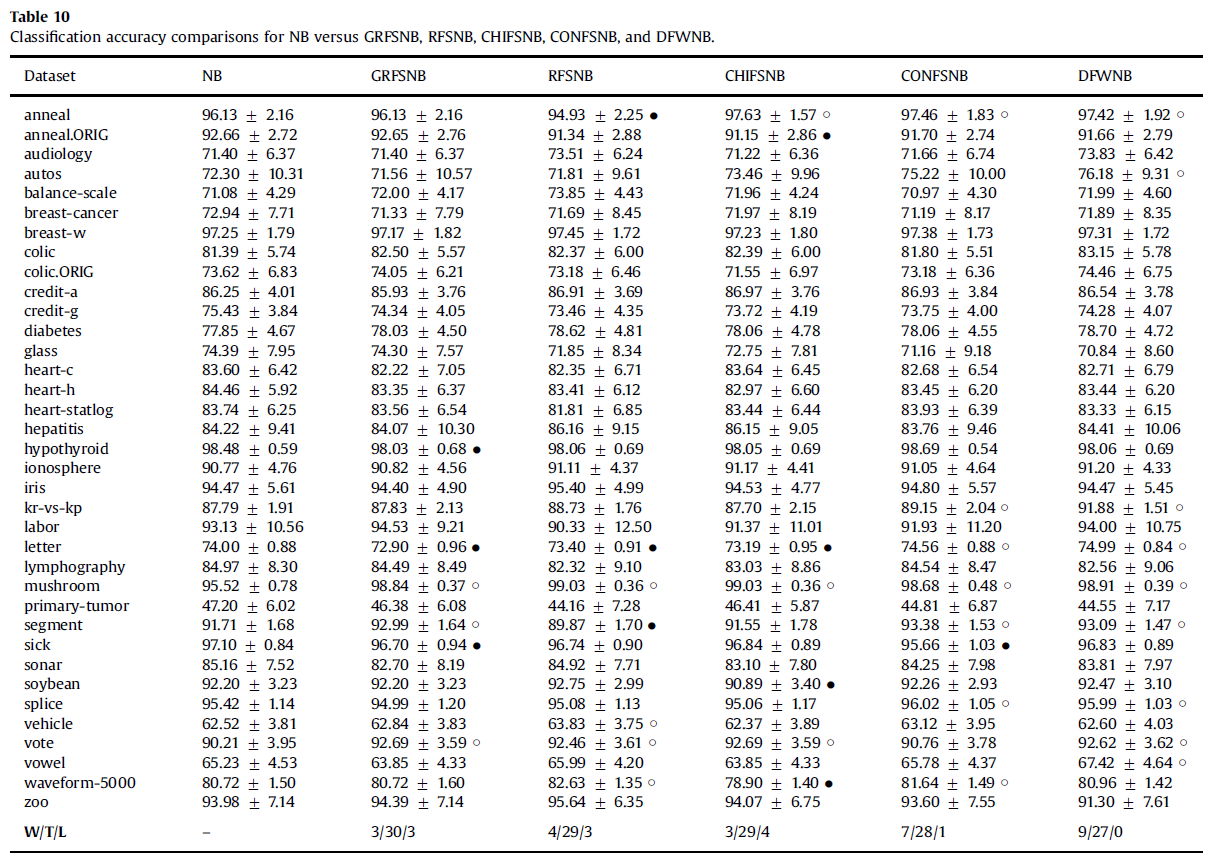 Table 10
Classification accuracy comparisons for NB versus GRFSNB, RFSNB, CHIFSNB, CONFSNB, and DFWNB.
Dataset NB GRFSNB RFSNB CHIFSNB CONFSNB DFWNB
anneal 96.13 ± 2.16 96.13 ± 2.16 94.93 ± 2.25 ● 97.63 ± 1.57 ○ 97.46 ± 1.83 ○ 97.42 ± 1.92 ○
anneal.ORIG 92.66 ± 2.72 92.65 ± 2.76 91.34 ± 2.88 91.15 ± 2.86 ● 91.70 ± 2.74 91.66 ± 2.79
audiology 71.40 ± 6.37 71.40 ± 6.37 73.51 ± 6.24 71.22 ± 6.36 71.66 ± 6.74 73.83 ± 6.42
autos 72.30 ± 10.31 71.56 ± 10.57 71.81 ± 9.61 73.46 ± 9.96 75.22 ± 10.00 76.18 ± 9.31 ○
balance-scale 71.08 ± 4.29 72.00 ± 4.17 73.85 ± 4.43 71.96 ± 4.24 70.97 ± 4.30 71.99 ± 4.60
breast-cancer 72.94 ± 7.71 71.33 ± 7.79 71.69 ± 8.45 71.97 ± 8.19 71.19 ± 8.17 71.89 ± 8.35
breast-w 97.25 ± 1.79 97.17 ± 1.82 97.45 ± 1.72 97.23 ± 1.80 97.38 ± 1.73 97.31 ± 1.72
colic 81.39 ± 5.74 82.50 ± 5.57 82.37 ± 6.00 82.39 ± 6.00 81.80 ± 5.51 83.15 ± 5.78
colic.ORIG 73.62 ± 6.83 74.05 ± 6.21 73.18 ± 6.46 71.55 ± 6.97 73.18 ± 6.36 74.46 ± 6.75
credit-a 86.25 ± 4.01 85.93 ± 3.76 86.91 ± 3.69 86.97 ± 3.76 86.93 ± 3.84 86.54 ± 3.78
credit-g 75.43 ± 3.84 74.34 ± 4.05 73.46 ± 4.35 73.72 ± 4.19 73.75 ± 4.00 74.28 ± 4.07
diabetes 77.85 ± 4.67 78.03 ± 4.50 78.62 ± 4.81 78.06 ± 4.78 78.06 ± 4.55 78.70 ± 4.72
glass 74.39 ± 7.95 74.30 ± 7.57 71.85 ± 8.34 72.75 ± 7.81 71.16 ± 9.18 70.84 ± 8.60
heart-c 83.60 ± 6.42 82.22 ± 7.05 82.35 ± 6.71 83.64 ± 6.45 82.68 ± 6.54 82.71 ± 6.79
heart-h 84.46 ± 5.92 83.35 ± 6.37 83.41 ± 6.12 82.97 ± 6.60 83.45 ± 6.20 83.44 ± 6.20
heart-statlog 83.74 ± 6.25 83.56 ± 6.54 81.81 ± 6.85 83.44 ± 6.44 83.93 ± 6.39 83.33 ± 6.15
hepatitis 84.22 ± 9.41 84.07 ± 10.30 86.16 ± 9.15 86.15 ± 9.05 83.76 ± 9.46 84.41 ± 10.06
hypothyroid 98.48 ± 0.59 98.03 ± 0.68 ● 98.06 ± 0.69 98.05 ± 0.69 98.69 ± 0.54 98.06 ± 0.69
ionosphere 90.77 ± 4.76 90.82 ± 4.56 91.11 ± 4.37 91.17 ± 4.41 91.05 ± 4.64 91.20 ± 4.33
iris 94.47 ± 5.61 94.40 ± 4.90 95.40 ± 4.99 94.53 ± 4.77 94.80 ± 5.57 94.47 ± 5.45
kr-vs-kp 87.79 ± 1.91 87.83 ± 2.13 88.73 ± 1.76 87.70 ± 2.15 89.15 ± 2.04 ○ 91.88 ± 1.51 ○
labor 93.13 ± 10.56 94.53 ± 9.21 90.33 ± 12.50 91.37 ± 11.01 91.93 ± 11.20 94.00 ± 10.75
letter 74.00 ± 0.88 72.90 ± 0.96 ● 73.40 ± 0.91 ● 73.19 ± 0.95 ● 74.56 ± 0.88 ○ 74.99 ± 0.84 ○
lymphography 84.97 ± 8.30 84.49 ± 8.49 82.32 ± 9.10 83.03 ± 8.86 84.54 ± 8.47 82.56 ± 9.06
mushroom 95.52 ± 0.78 98.84 ± 0.37 ○ 99.03 ± 0.36 ○ 99.03 ± 0.36 ○ 98.68 ± 0.48 ○ 98.91 ± 0.39 ○
primary-tumor 47.20 ± 6.02 46.38 ± 6.08 44.16 ± 7.28 46.41 ± 5.87 44.81 ± 6.87 44.55 ± 7.17
segment 91.71 ± 1.68 92.99 ± 1.64 ○ 89.87 ± 1.70 ● 91.55 ± 1.78 93.38 ± 1.53 ○ 93.09 ± 1.47 ○
sick 97.10 ± 0.84 96.70 ± 0.94 ● 96.74 ± 0.90 96.84 ± 0.89 95.66 ± 1.03 ● 96.83 ± 0.89
sonar 85.16 ± 7.52 82.70 ± 8.19 84.92 ± 7.71 83.10 ± 7.80 84.25 ± 7.98 83.81 ± 7.97
soybean 92.20 ± 3.23 92.20 ± 3.23 92.75 ± 2.99 90.89 ± 3.40 ● 92.26 ± 2.93 92.47 ± 3.10
splice 95.42 ± 1.14 94.99 ± 1.20 95.08 ± 1.13 95.06 ± 1.17 96.02 ± 1.05 ○ 95.99 ± 1.03 ○
vehicle 62.52 ± 3.81 62.84 ± 3.83 63.83 ± 3.75 ○ 62.37 ± 3.89 63.12 ± 3.95 62.60 ± 4.03
vote 90.21 ± 3.95 92.69 ± 3.59 ○ 92.46 ± 3.61 ○ 92.69 ± 3.59 ○ 90.76 ± 3.78 92.62 ± 3.62 ○
vowel 65.23 ± 4.53 63.85 ± 4.33 65.99 ± 4.20 63.85 ± 4.33 65.78 ± 4.37 67.42 ± 4.64 ○
waveform-5000 80.72 ± 1.50 80.72 ± 1.60 82.63 ± 1.35 ○ 78.90 ± 1.40 ● 81.64 ± 1.49 ○ 80.96 ± 1.42
zoo 93.98 ± 7.14 94.39 ± 7.14 95.64 ± 6.35 94.07 ± 6.75 93.60 ± 7.55 91.30 ± 7.61
W/T/L – 3/30/3 4/29/3 3/29/4 7/28/1 9/27/0